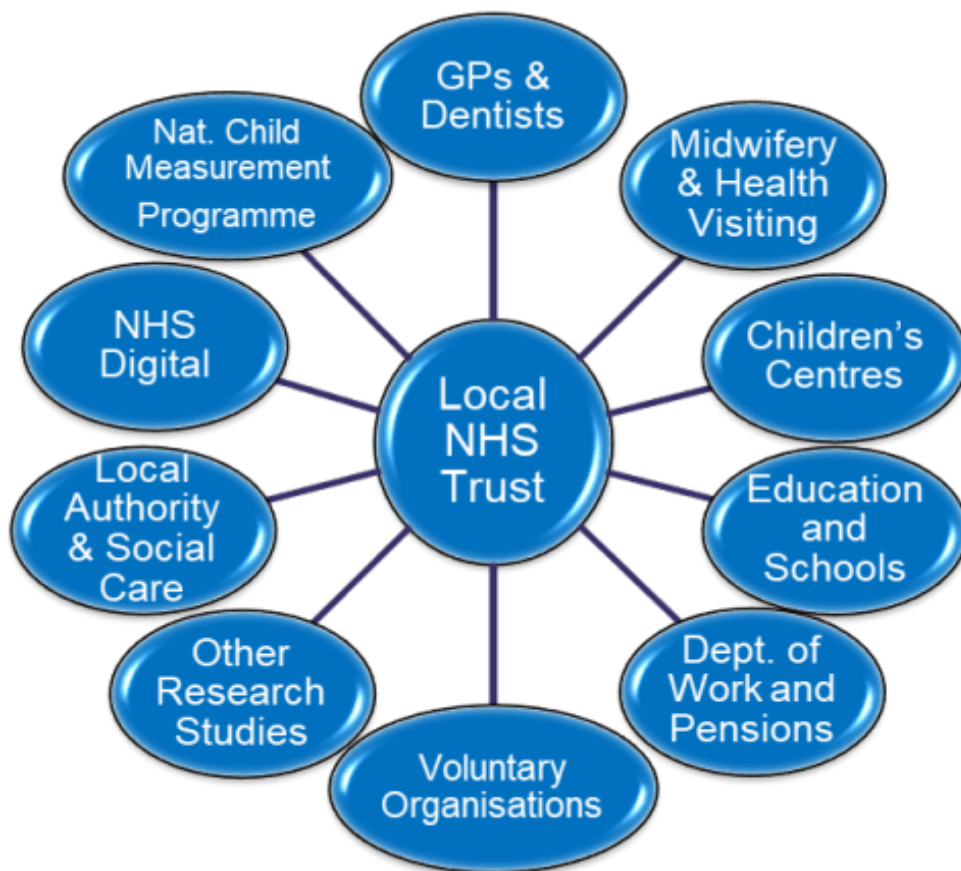 GPs &
Dentists
Midwifery
& Health
Visiting
Children’s
Centres
Education
and
Schools
Dept. of
Work and
Pensions
Voluntary
Organisations
Other
Research
Studies
Local
Authority
& Social
Care
NHS
Digital
Nat. Child
Measurement
Programme
Local
NHS
Trust